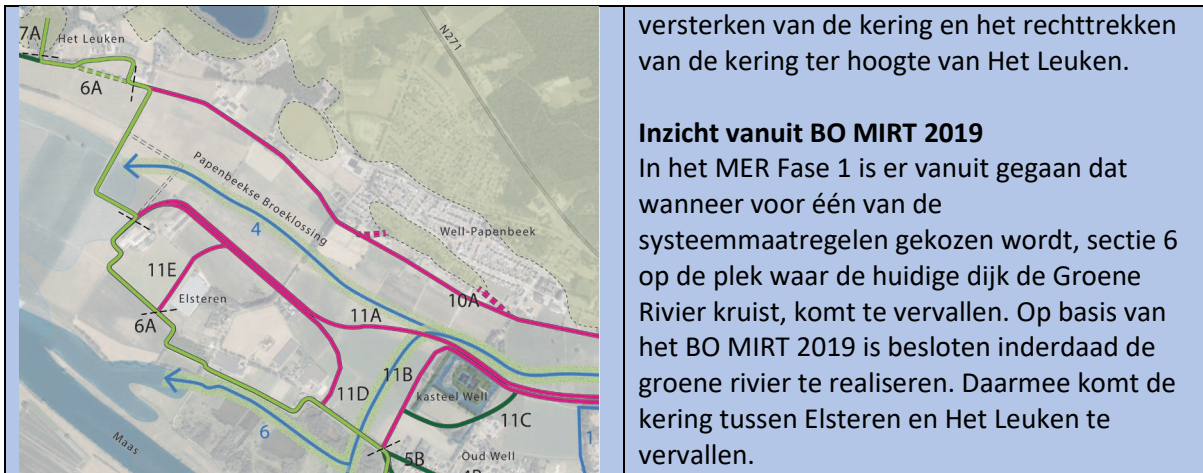 7A
Het Leuken
N271
6A
Papenbeekse Broeklossing
4
Well-Papenbeek
11E
Elsteren
10A
6A
11A
11B
11D
kasteel Well
11C
6
Maas
5B
Oud Well
1
versterken van de kering en het rechttrekken
van de kering ter hoogte van Het Leuken.
Inzicht vanuit BO MIRT 2019
In het MER Fase 1 is er vanuit gegaan dat
wanneer voor één van de
systeemmaatregelen gekozen wordt, sectie 6
op de plek waar de huidige dijk de Groene
Rivier kruist, komt te vervallen. Op basis van
het BO MIRT 2019 is besloten inderdaad de
groene rivier te realiseren. Daarmee komt de
kering tussen Elsteren en Het Leuken te
vervallen.